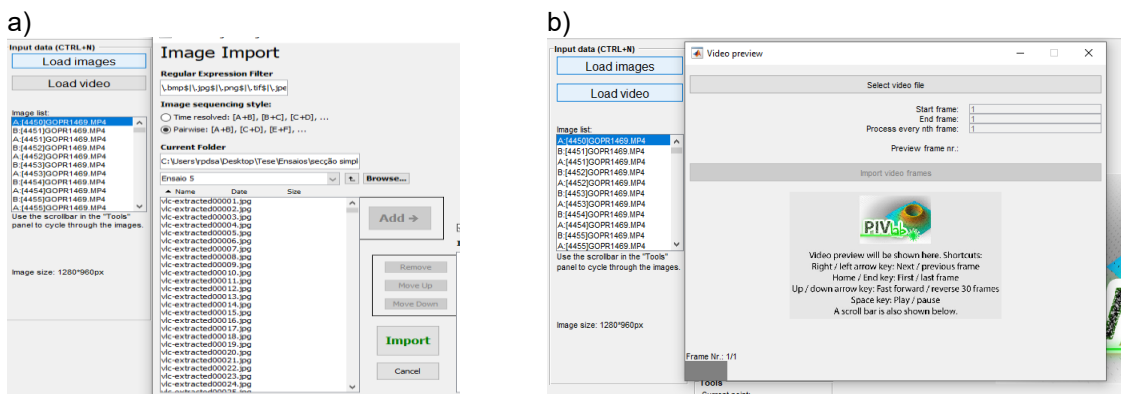 a)
Input data (CTRL+N)
Load images
Load video
Image list:
A:[4450]GOPR1469.MP4
B:[4451]GOPR1469.MP4
A:[4451]GOPR1469.MP4
B:[4452]GOPR1469.MP4
A:[4452]GOPR1469.MP4
B:[4453]GOPR1469.MP4
A:[4453]GOPR1469.MP4
B:[4454]GOPR1469.MP4
A:[4454]GOPR1469.MP4
B:[4455]GOPR1469.MP4
A:[4455]GOPR1469.MP4
Use the scrollbar in the "Tools"
panel to cycle through the images.
Image size: 1280*960px
Image Import
Regular Expression Filter
\.bmp$|\.jpg$|\.png$|\.tif$|\.jpe
Image sequencing style:
Time resolved: [A+B], [B+C], [C+D], ...
Pairwise: [A+B], [C+D], [E+F], ...
Current Folder
C:\Users\rpdsa\Desktop\Tese\Ensaios\secção simpl
Ensaio 5
Browse...
Name Date Size
vlc-extracted00001.jpg
vlc-extracted00002.jpg
vlc-extracted00003.jpg
vlc-extracted00004.jpg
vlc-extracted00005.jpg
vlc-extracted00006.jpg
vlc-extracted00007.jpg
vlc-extracted00008.jpg
vlc-extracted00009.jpg
vlc-extracted00010.jpg
vlc-extracted00011.jpg
vlc-extracted00012.jpg
vlc-extracted00013.jpg
vlc-extracted00014.jpg
vlc-extracted00015.jpg
vlc-extracted00016.jpg
vlc-extracted00017.jpg
vlc-extracted00018.jpg
vlc-extracted00019.jpg
vlc-extracted00020.jpg
vlc-extracted00021.jpg
vlc-extracted00022.jpg
vlc-extracted00023.jpg
vlc-extracted00024.jpg
Add →
Remove
Move Up
Move Down
Import
Cancel
b)
Input data (CTRL+N)
Load images
Load video
Image list:
A:[4450]GOPR1469.MP4
B:[4451]GOPR1469.MP4
A:[4451]GOPR1469.MP4
B:[4452]GOPR1469.MP4
A:[4452]GOPR1469.MP4
B:[4453]GOPR1469.MP4
A:[4453]GOPR1469.MP4
B:[4454]GOPR1469.MP4
A:[4454]GOPR1469.MP4
B:[4455]GOPR1469.MP4
A:[4455]GOPR1469.MP4
Use the scrollbar in the "Tools"
panel to cycle through the images.
Image size: 1280*960px
Video preview
Select video file
Start frame: 1
End frame: 1
Process every nth frame: 1
Preview frame nr.:
Import video frames
PIVlab
Video preview will be shown here. Shortcuts:
Right / left arrow key: Next / previous frame
Home / End key: First / last frame
Up / down arrow key: Fast forward / reverse 30 frames
Space key: Play / pause
A scroll bar is also shown below.
Frame Nr.: 1/1
Tools